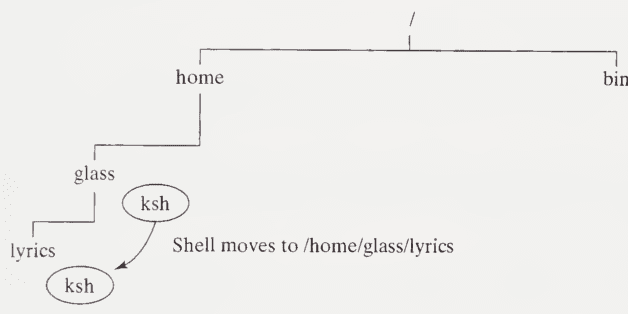 /
home
bin
glass
ksh
lyrics
Shell moves to /home/glass/lyrics
ksh